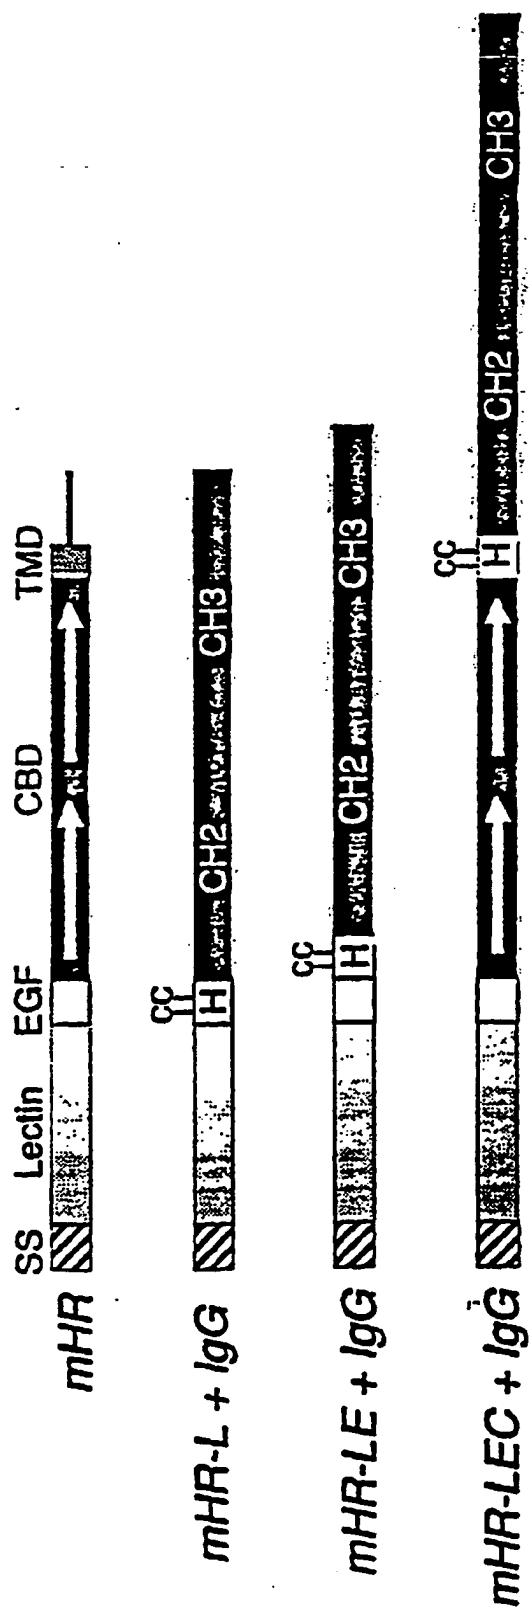 SS Lectin EGF CBD TMD
mHR
CC
mHR-L + IgG H CH2 CH3
CC
mHR-LE + IgG H CH2 CH3
CC
mHR-LEC + IgG H CH2 CH3